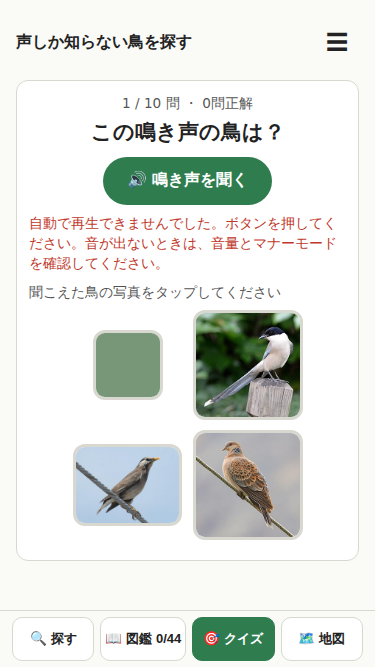 声しか知らない鳥を探す
1 / 10 問 ・ 0問正解
この鳴き声の鳥は？
🔊 鳴き声を聞く
自動で再生できませんでした。ボタンを押してく
ださい。音が出ないときは、音量とマナーモード
を確認してください。
聞こえた鳥の写真をタップしてください
🔍 探す
📖 図鑑 0/44
🎯 クイズ
🗺️ 地図